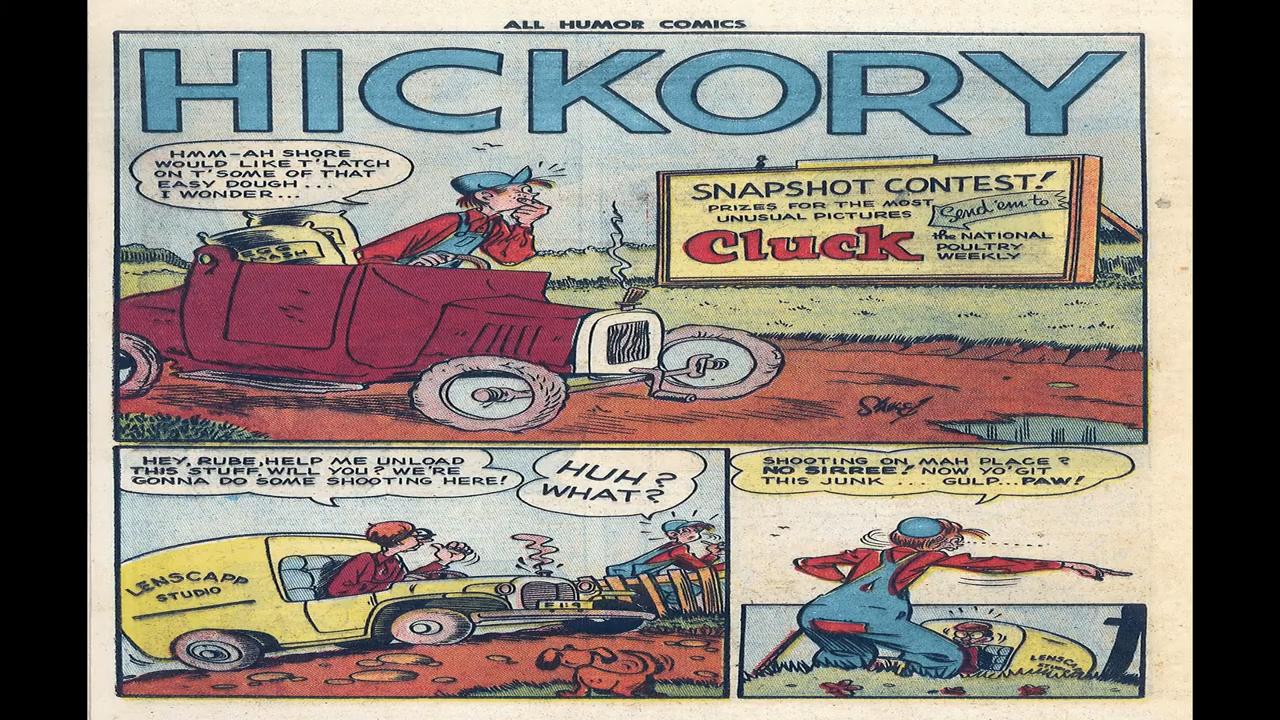 ALL HUMOR COMICS
HICKORY
HMM-AH SHORE
WOULD LIKE T'LATCH
ON T'SOME OF THAT
EASY DOUGH...
I WONDER...
SNAPSHOT CONTEST!
PRIZES FOR THE MOST
UNUSUAL PICTURES
Send 'em to
Cluck
the NATIONAL
POULTRY
WEEKLY
HEY, RUBE, HELP ME UNLOAD
THIS STUFF, WILL YOU? WE'RE
GONNA DO SOME SHOOTING HERE!
HUH?
WHAT?
LENSCAPP
STUDIO
SHOOTING ON MAH PLACE?
NO SIRREE! NOW YO'GIT
THIS JUNK .... GULP...PAW!